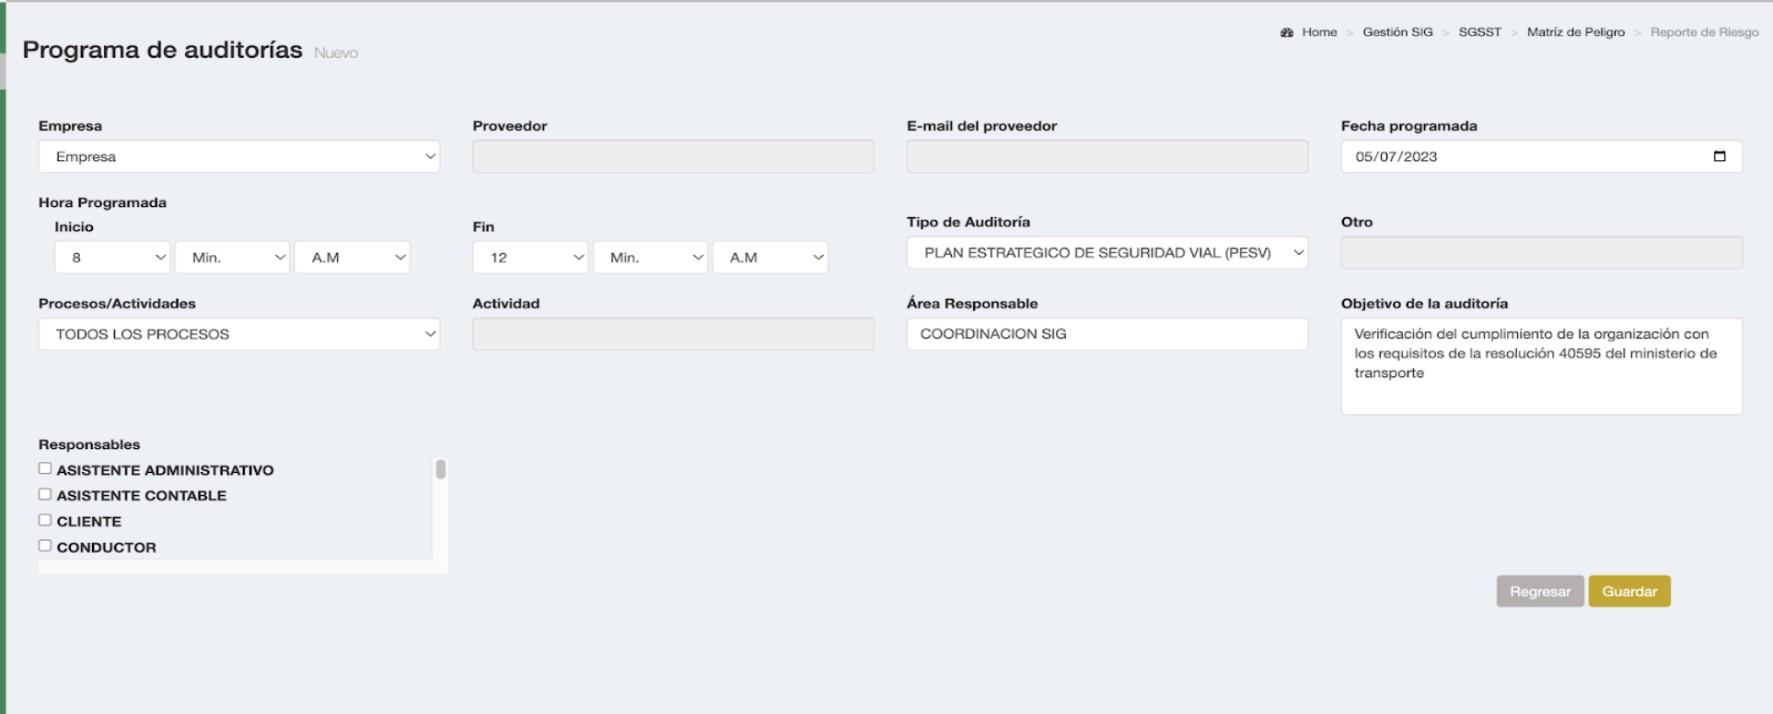 Home > Gestión SIG > SGSST > Matríz de Peligro > Reporte de Riesgo
Programa de auditorías Nuevo
Empresa
Empresa
Proveedor
E-mail del proveedor
Fecha programada
05/07/2023
Hora Programada
Inicio
8 Min. A.M
Fin
12 Min. A.M
Tipo de Auditoría
PLAN ESTRATEGICO DE SEGURIDAD VIAL (PESV)
Otro
Procesos/Actividades
TODOS LOS PROCESOS
Actividad
Área Responsable
COORDINACION SIG
Objetivo de la auditoría
Verificación del cumplimiento de la organización con
los requisitos de la resolución 40595 del ministerio de
transporte
Responsables
ASISTENTE ADMINISTRATIVO
ASISTENTE CONTABLE
CLIENTE
CONDUCTOR
Regresar Guardar